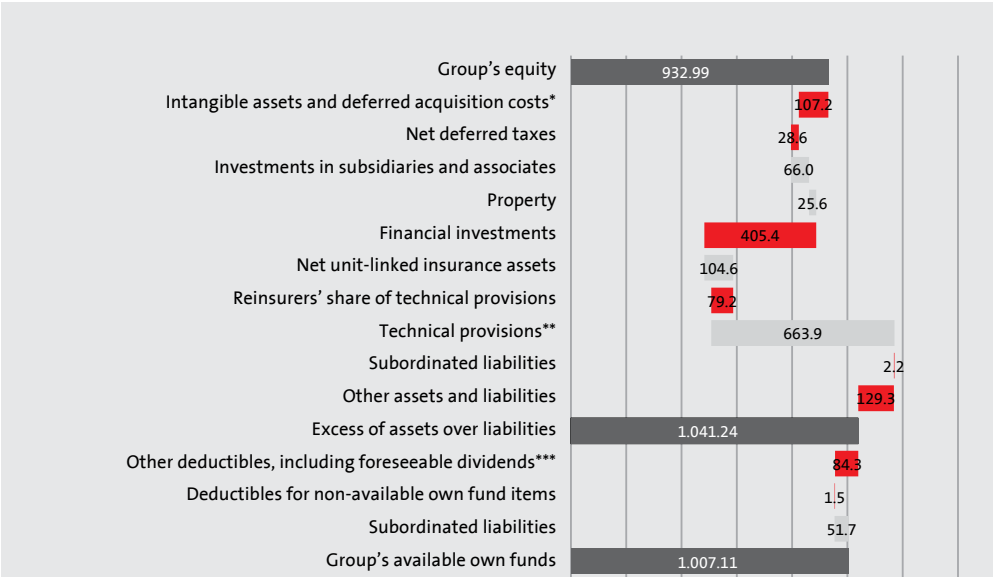 Group's equity 932.99
Intangible assets and deferred acquisition costs* 107.2
Net deferred taxes 28.6
Investments in subsidiaries and associates 66.0
Property 25.6
Financial investments 405.4
Net unit-linked insurance assets 104.6
Reinsurers' share of technical provisions 79.2
Technical provisions** 663.9
Subordinated liabilities 2.2
Other assets and liabilities 129.3
Excess of assets over liabilities 1.041.24
Other deductibles, including foreseeable dividends*** 84.3
Deductibles for non-available own fund items 1.5
Subordinated liabilities 51.7
Group's available own funds 1.007.11